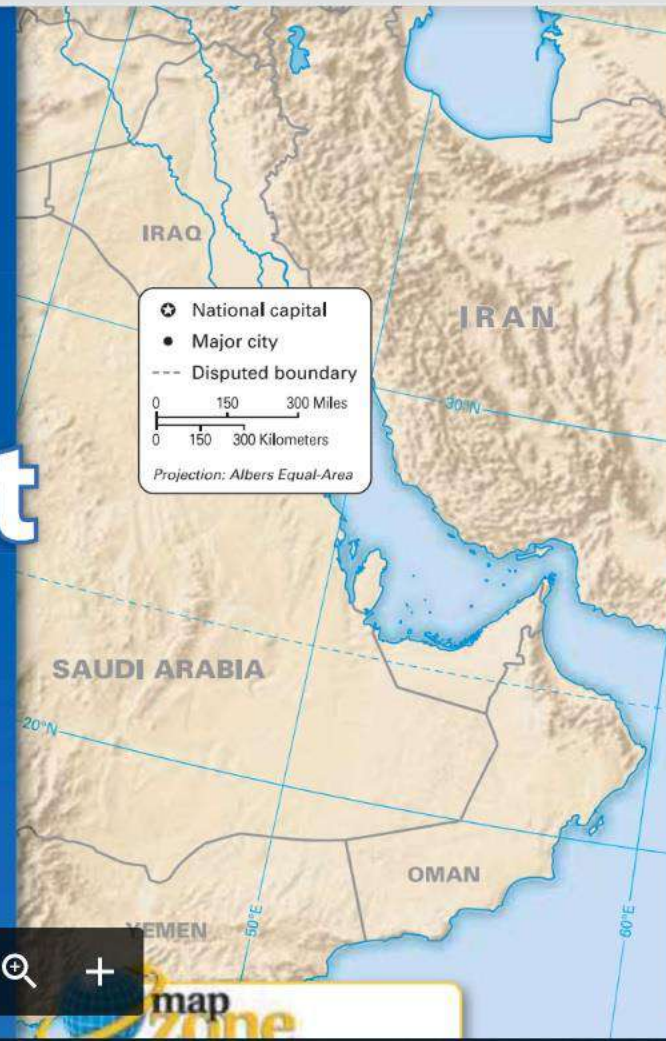 IRAQ
National capital
Major city
Disputed boundary
0 150 300 Miles
0 150 300 Kilometers
Projection: Albers Equal-Area
IRAN
30°N
t
SAUDI ARABIA
20°N
OMAN
YEMEN
50°E
60°E
map
zone